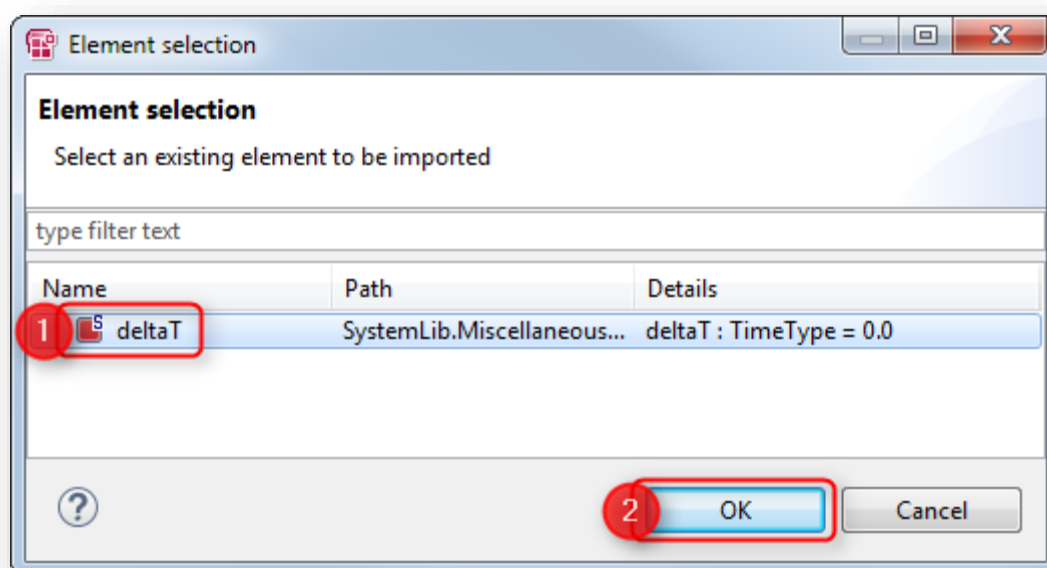 Element selection
Element selection
Select an existing element to be imported
type filter text
Name Path Details
1 S deltaT SystemLib.Miscellaneous... deltaT : TimeType = 0.0
? 2 OK Cancel